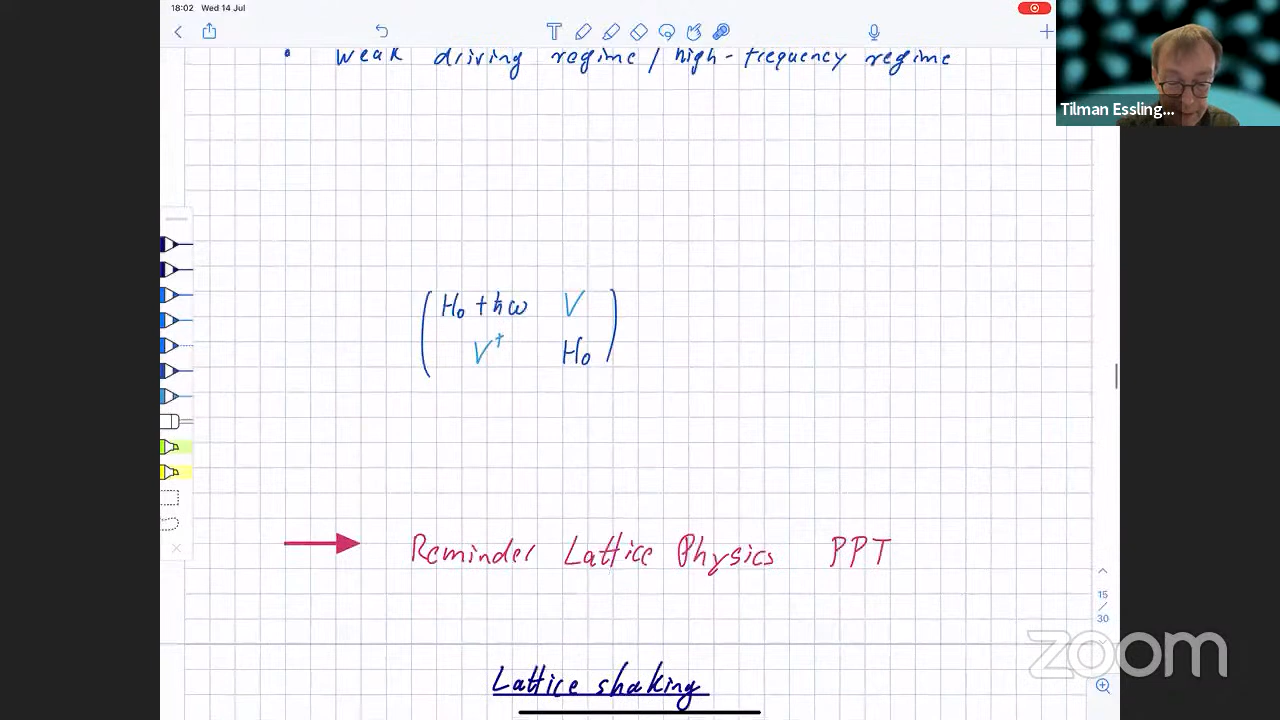 18:02 Wed 14 Jul
T
• weak driving regime / high-frequency regime
Tilman Essling...
H₀ + ħω V
V† H₀
Reminder Lattice Physics PPT
15
/
30
Lattice shaking
zoom